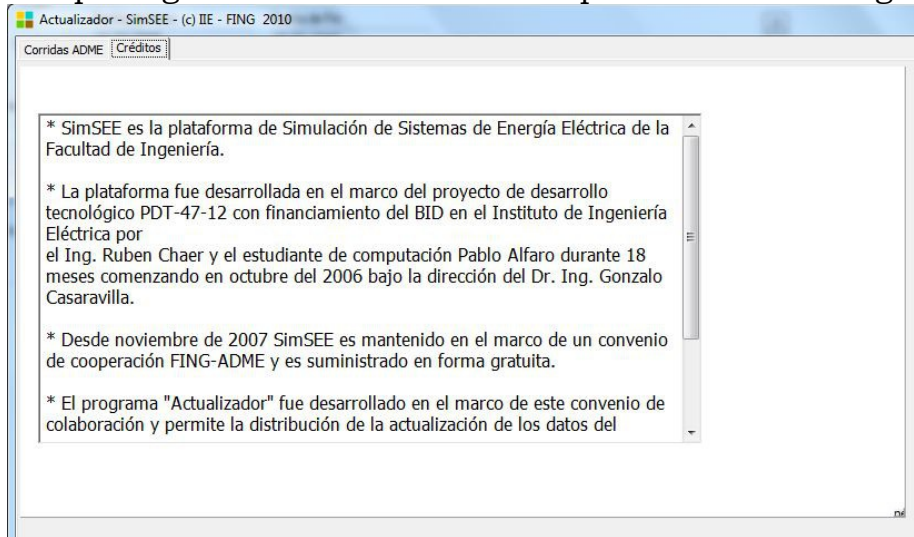 Actualizador - SimSEE - (c) IIE - FING 2010
Corridas ADME Créditos
* SimSEE es la plataforma de Simulación de Sistemas de Energía Eléctrica de la
Facultad de Ingeniería.
* La plataforma fue desarrollada en el marco del proyecto de desarrollo
tecnológico PDT-47-12 con financiamiento del BID en el Instituto de Ingeniería
Eléctrica por
el Ing. Ruben Chaer y el estudiante de computación Pablo Alfaro durante 18
meses comenzando en octubre del 2006 bajo la dirección del Dr. Ing. Gonzalo
Casaravilla.
* Desde noviembre de 2007 SimSEE es mantenido en el marco de un convenio
de cooperación FING-ADME y es suministrado en forma gratuita.
* El programa "Actualizador" fue desarrollado en el marco de este convenio de
colaboración y permite la distribución de la actualización de los datos del